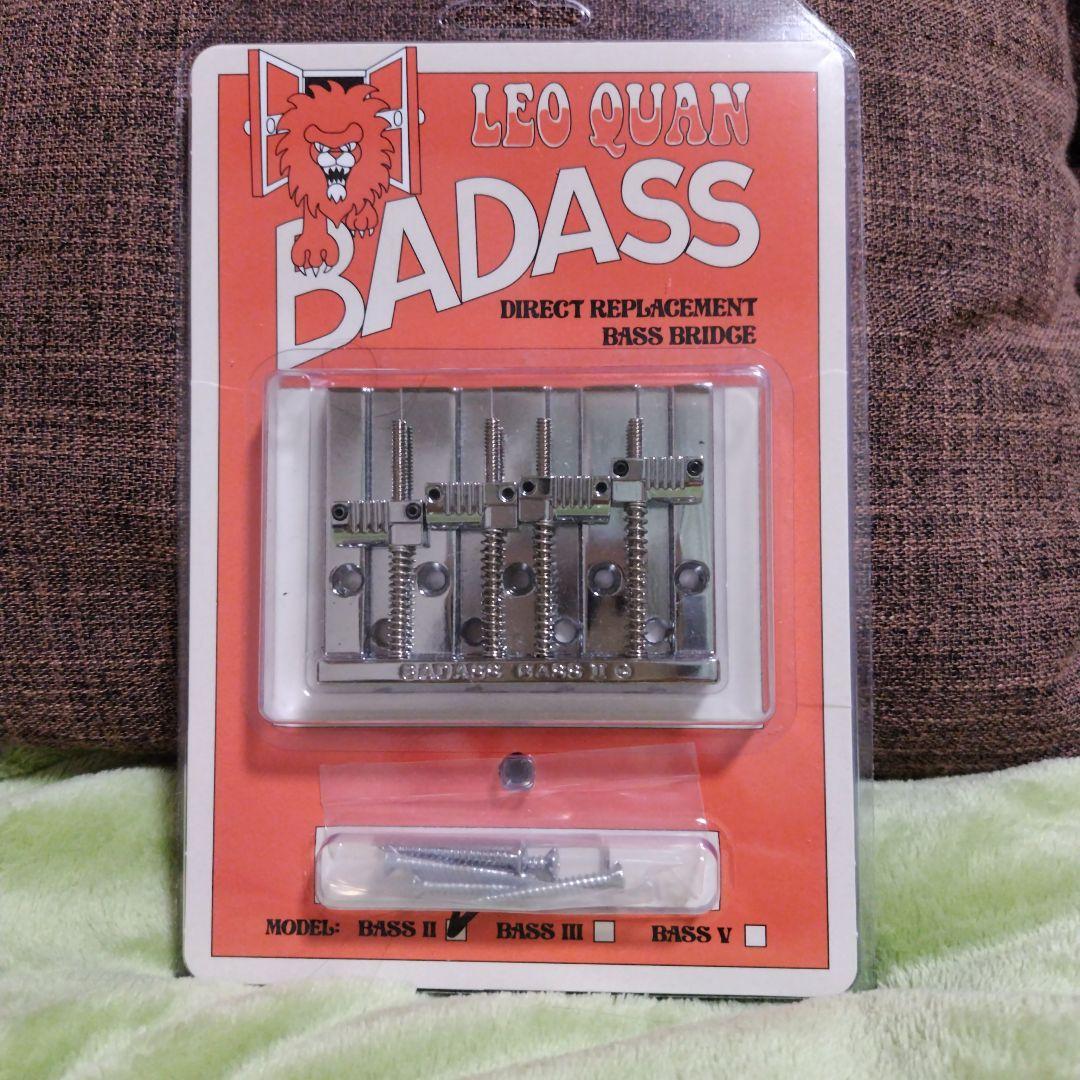 LEO QUAN
BADASS
DIRECT REPLACEMENT
BASS BRIDGE
BADASS BASS II
MODEL: BASS II BASS III BASS V